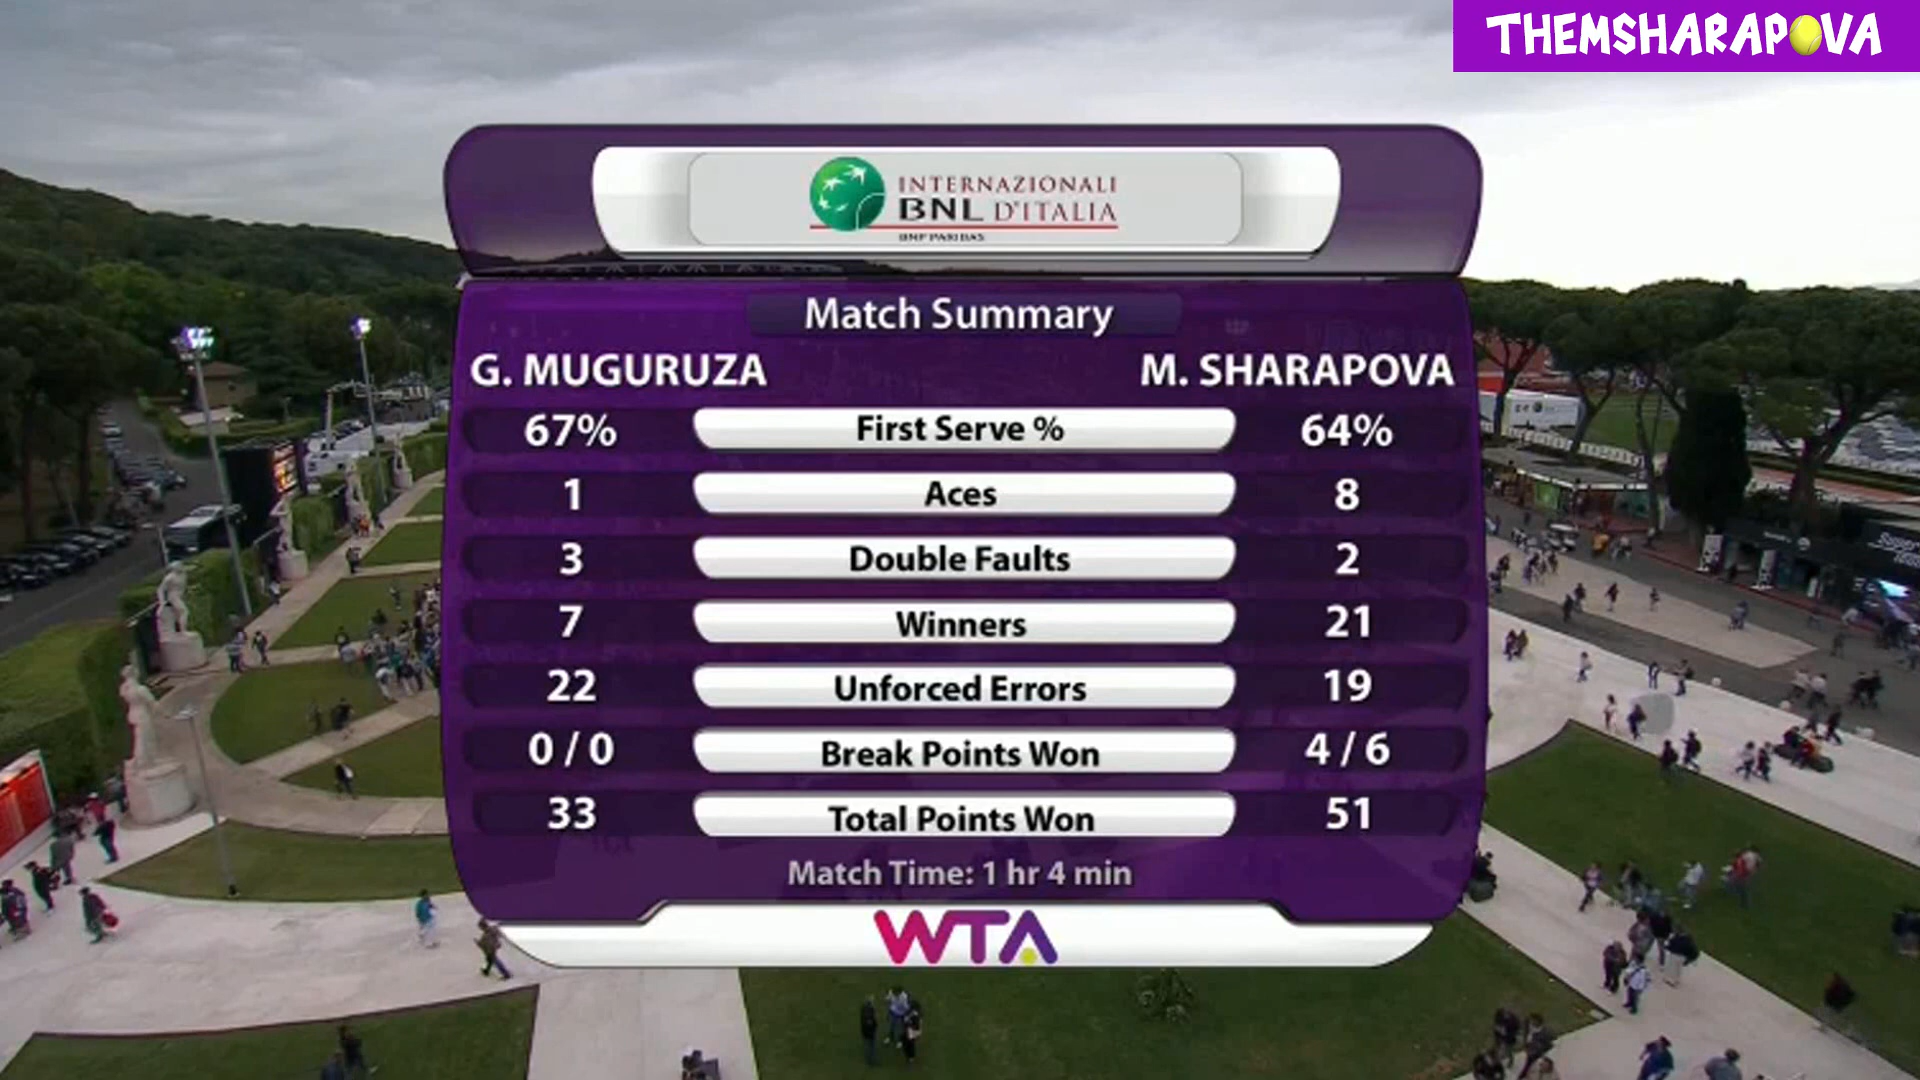 THEMSHARAPOVA
INTERNAZIONALI
BNL D'ITALIA
BNP PARIBAS
Match Summary
G. MUGURUZA M. SHARAPOVA
67% First Serve % 64%
1 Aces 8
3 Double Faults 2
7 Winners 21
22 Unforced Errors 19
0 / 0 Break Points Won 4 / 6
33 Total Points Won 51
Match Time: 1 hr 4 min
WTA